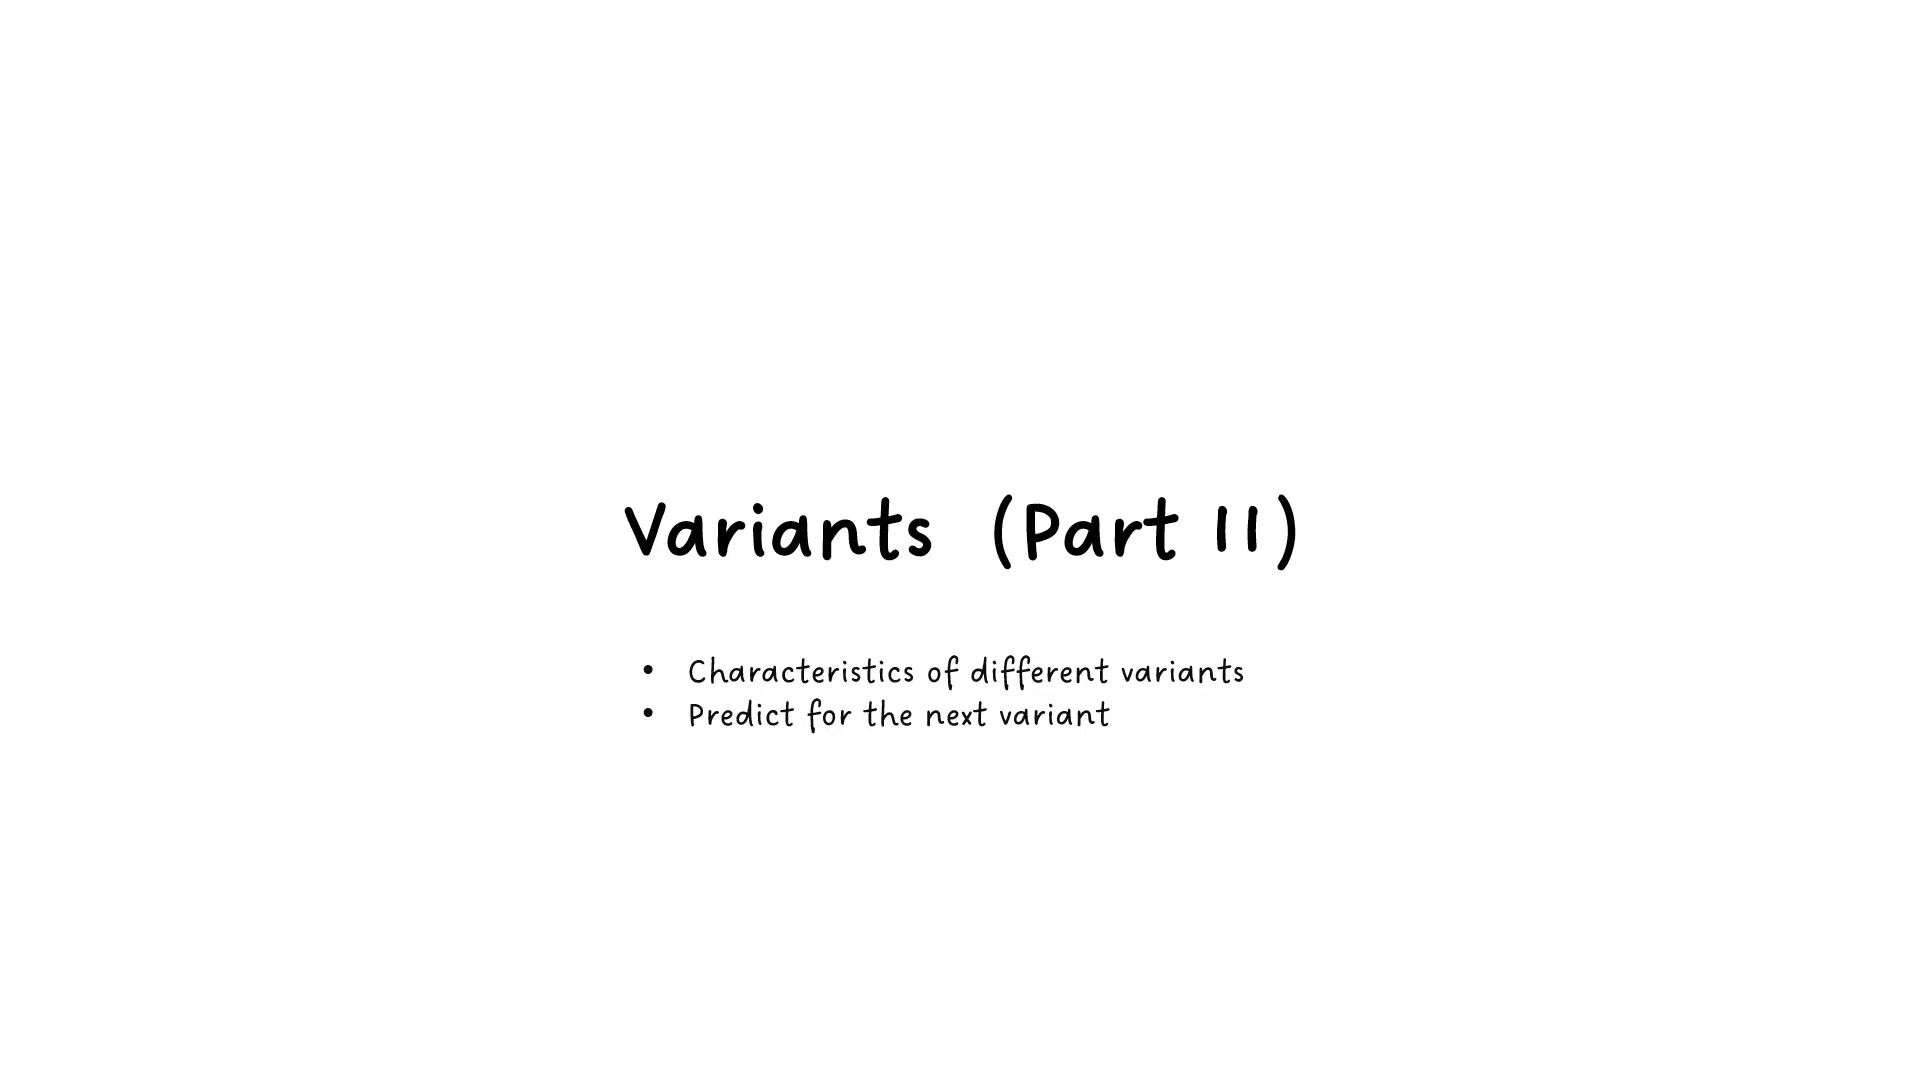 Variants (Part II)
• Characteristics of different variants
• Predict for the next variant